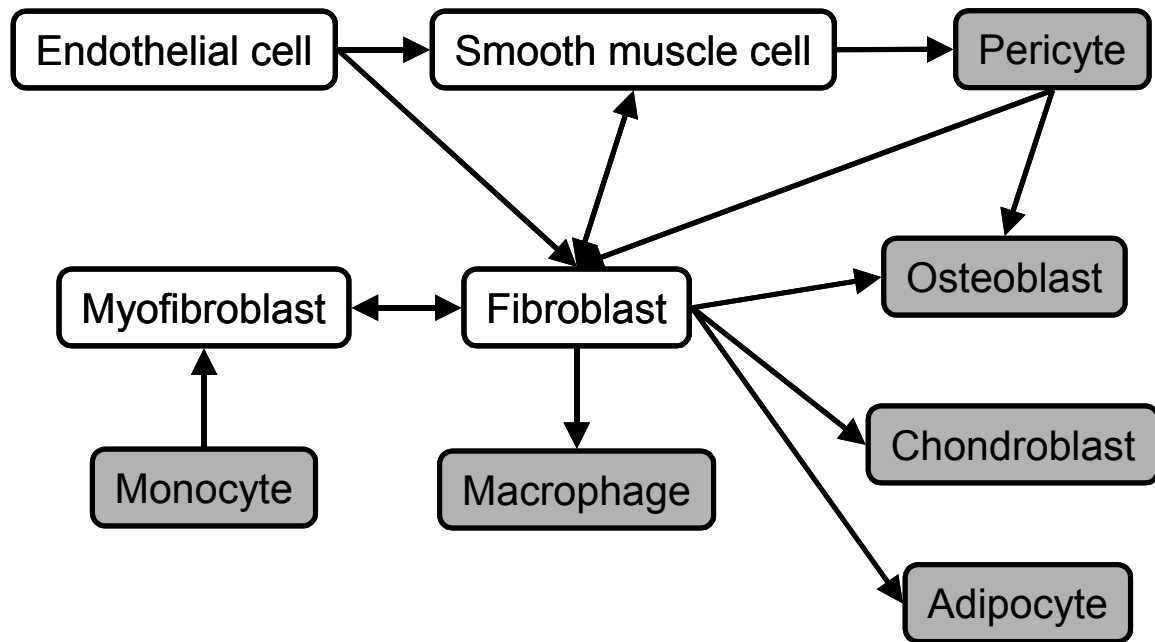 Endothelial cell
Smooth muscle cell
Pericyte
Osteoblast
Myofibroblast
Fibroblast
Chondroblast
Monocyte
Macrophage
Adipocyte